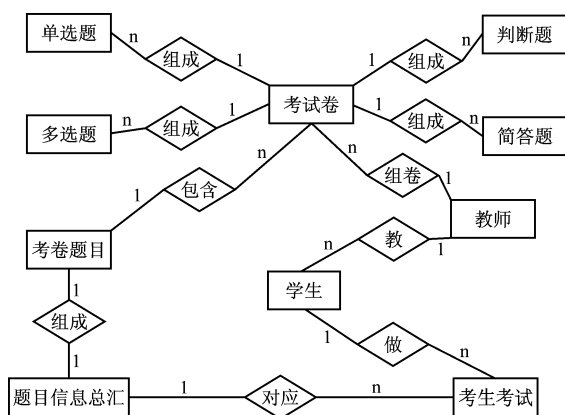 单选题
n
组成
1
1
组成
n
判断题
考试卷
多选题
n
组成
1
1
组成
n
简答题
n
n
包含
1
组卷
1
考卷题目
教师
n
教
1
1
组成
1
学生
1
做
n
题目信息总汇
1
对应
n
考生考试